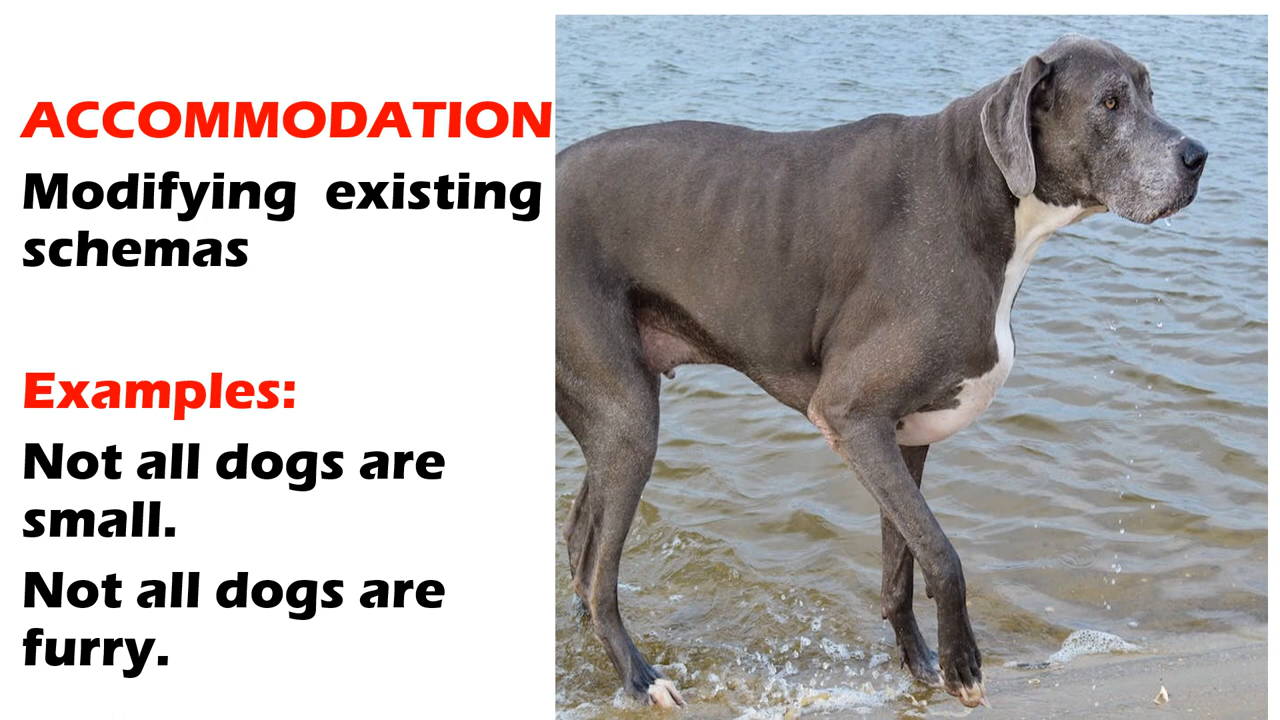 ACCOMMODATION
Modifying existing
schemas
Examples:
Not all dogs are
small.
Not all dogs are
furry.